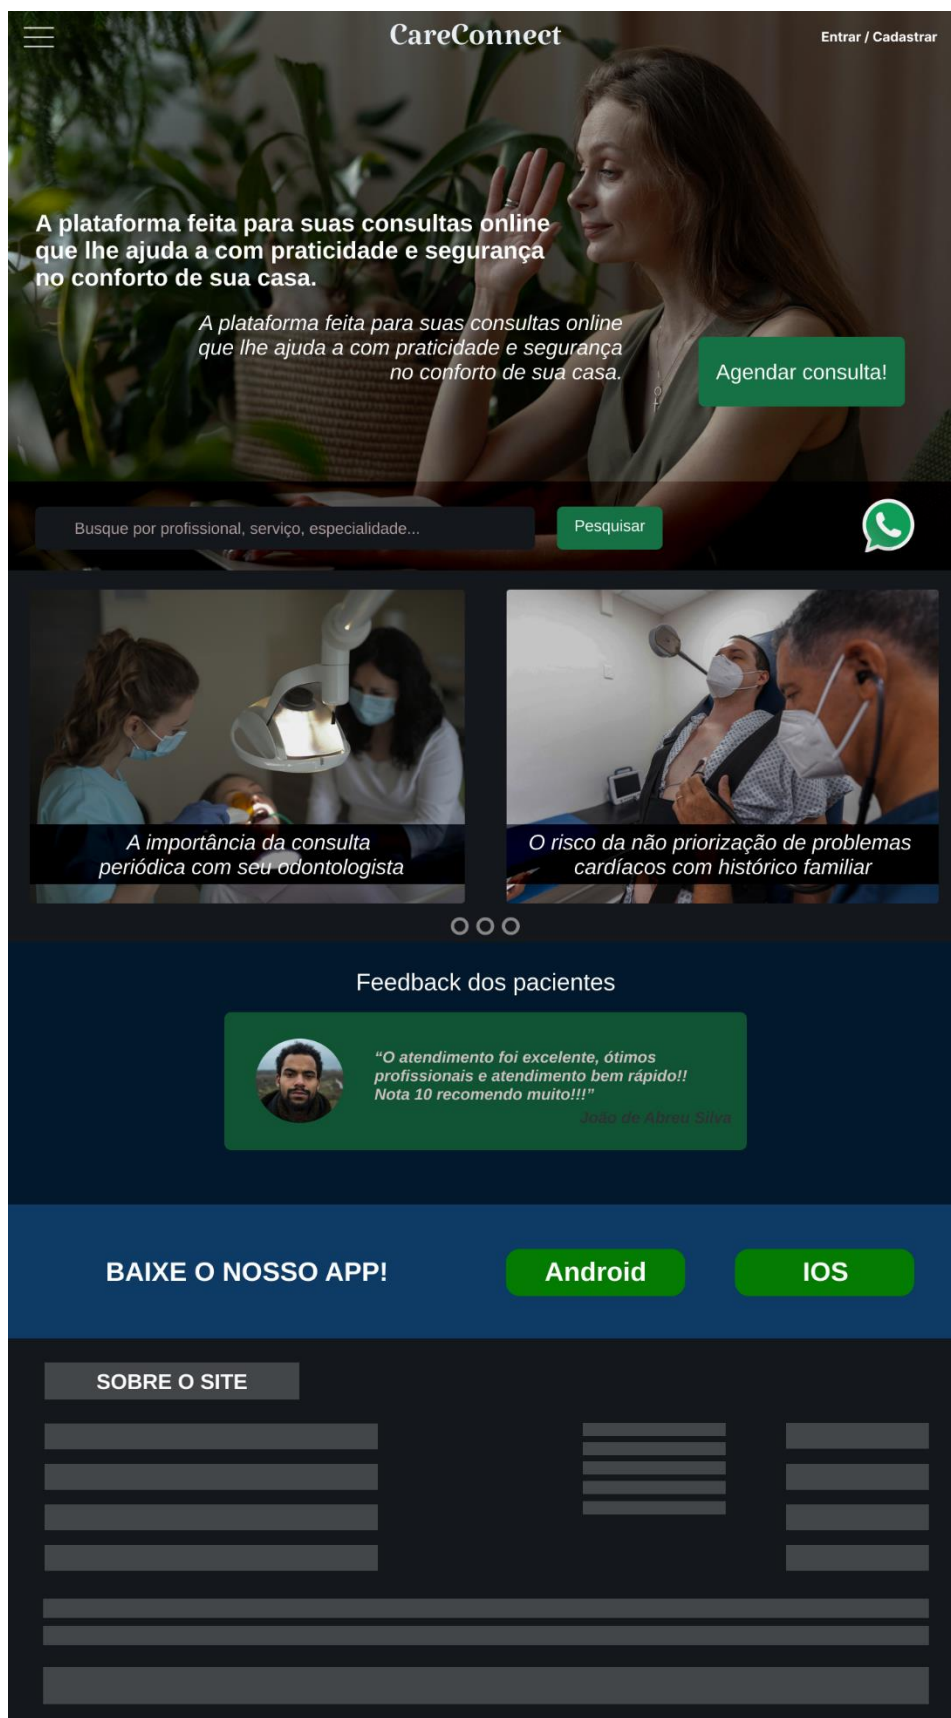 CareConnect
Entrar / Cadastrar
A plataforma feita para suas consultas online
que lhe ajuda a com praticidade e segurança
no conforto de sua casa.
A plataforma feita para suas consultas online
que lhe ajuda a com praticidade e segurança
no conforto de sua casa.
Agendar consulta!
Busque por profissional, serviço, especialidade...
Pesquisar
A importância da consulta
periódica com seu odontologista
O risco da não priorização de problemas
cardíacos com histórico familiar
Feedback dos pacientes
“O atendimento foi excelente, ótimos
profissionais e atendimento bem rápido!!
Nota 10 recomendo muito!!!”
João de Abreu Silva
BAIXE O NOSSO APP!
Android
IOS
SOBRE O SITE